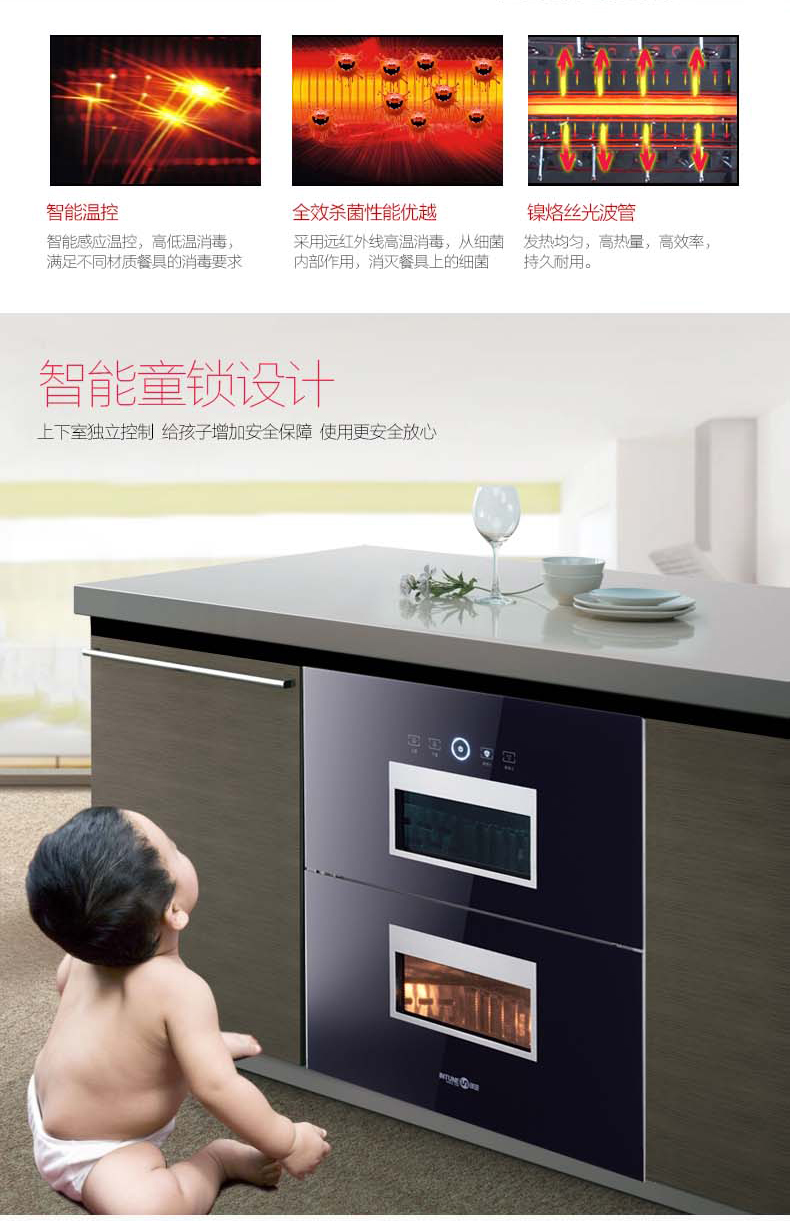 智能温控
智能感应温控，高低温消毒，
满足不同材质餐具的消毒要求
全效杀菌性能优越
采用远红外线高温消毒，从细菌
内部作用，消灭餐具上的细菌
镍烙丝光波管
发热均匀，高热量，高效率，
持久耐用。
智能童锁设计
上下室独立控制 给孩子增加安全保障 使用更安全放心